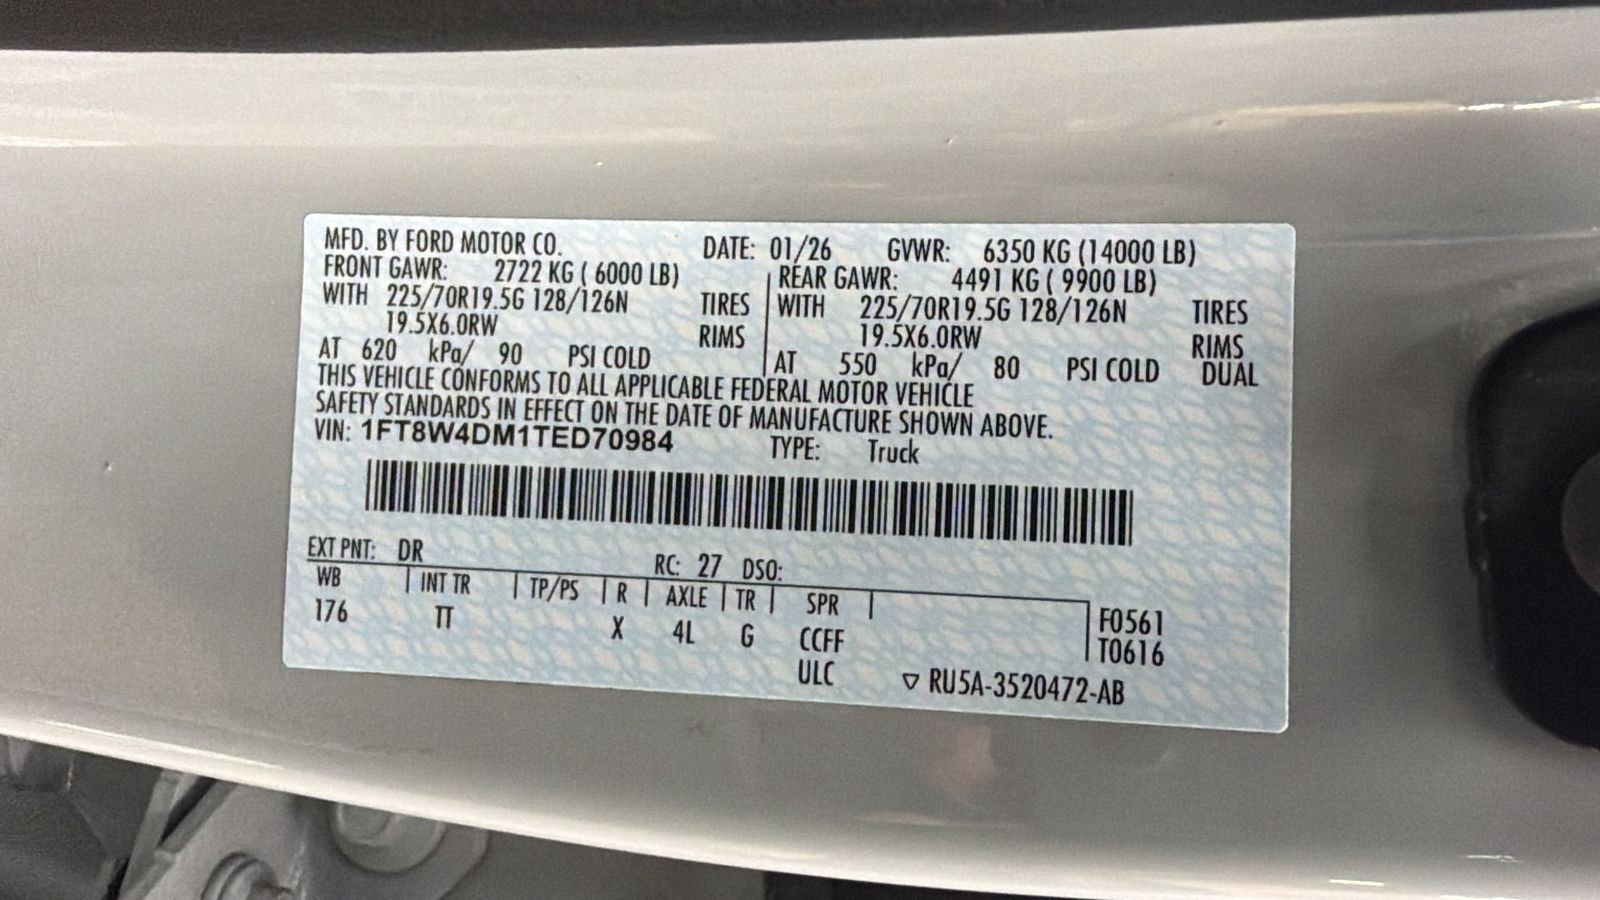 MFD. BY FORD MOTOR CO. DATE: 01/26 GVWR: 6350 KG (14000 LB)
FRONT GAWR: 2722 KG ( 6000 LB) REAR GAWR: 4491 KG ( 9900 LB)
WITH 225/70R19.5G 128/126N TIRES WITH 225/70R19.5G 128/126N TIRES
19.5X6.0RW RIMS 19.5X6.0RW RIMS
AT 620 kPa/ 90 PSI COLD AT 550 kPa/ 80 PSI COLD DUAL
THIS VEHICLE CONFORMS TO ALL APPLICABLE FEDERAL MOTOR VEHICLE
SAFETY STANDARDS IN EFFECT ON THE DATE OF MANUFACTURE SHOWN ABOVE.
VIN: 1FT8W4DM1TED70984 TYPE: Truck
EXT PNT: DR RC: 27 DSO:
WB INT TR TP/PS R AXLE TR SPR F0561
176 TT X 4L G CCFF T0616
ULC ▽ RU5A-3520472-AB